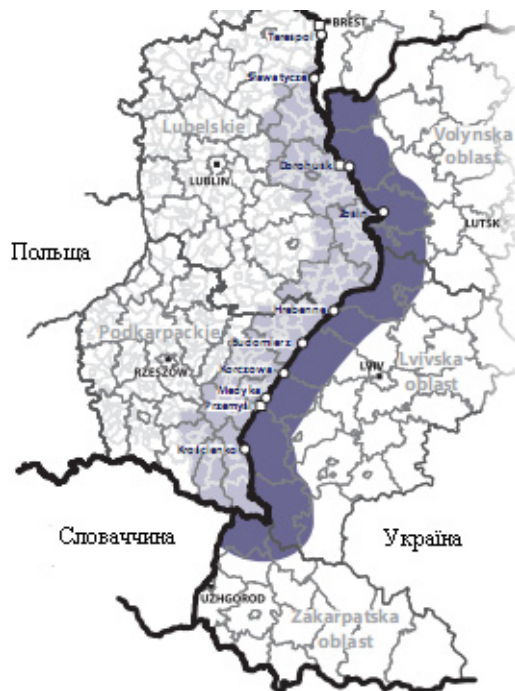 BREST
Terespol
Sławatycze
Lubelskie
Volynska
oblast
Dorohusk
LUBLIN
Zosin
LUTSK
Польща
Hrebenne
Podkarpackie
Budomierz
Korczowa
RZESZÓW
LVIV
Lvivska
oblast
Medyka
Przemyśl
Krościenko
Словаччина
Україна
UZHGOROD
Zakarpatska
oblast